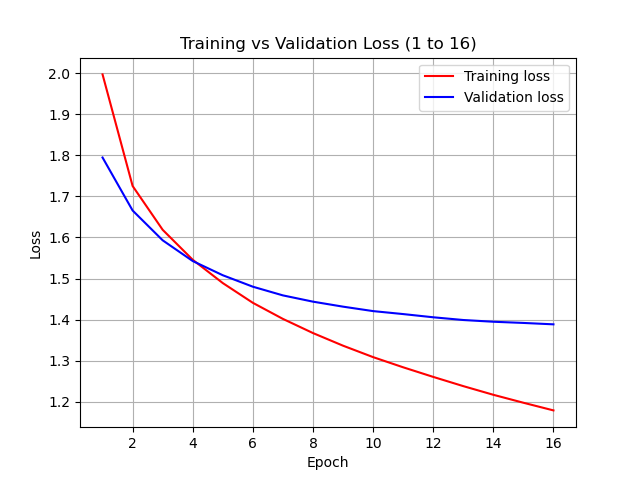 Training vs Validation Loss (1 to 16)
Training loss
Validation loss
2.0
1.9
1.8
1.7
1.6
1.5
1.4
1.3
1.2
Loss
2 4 6 8 10 12 14 16
Epoch